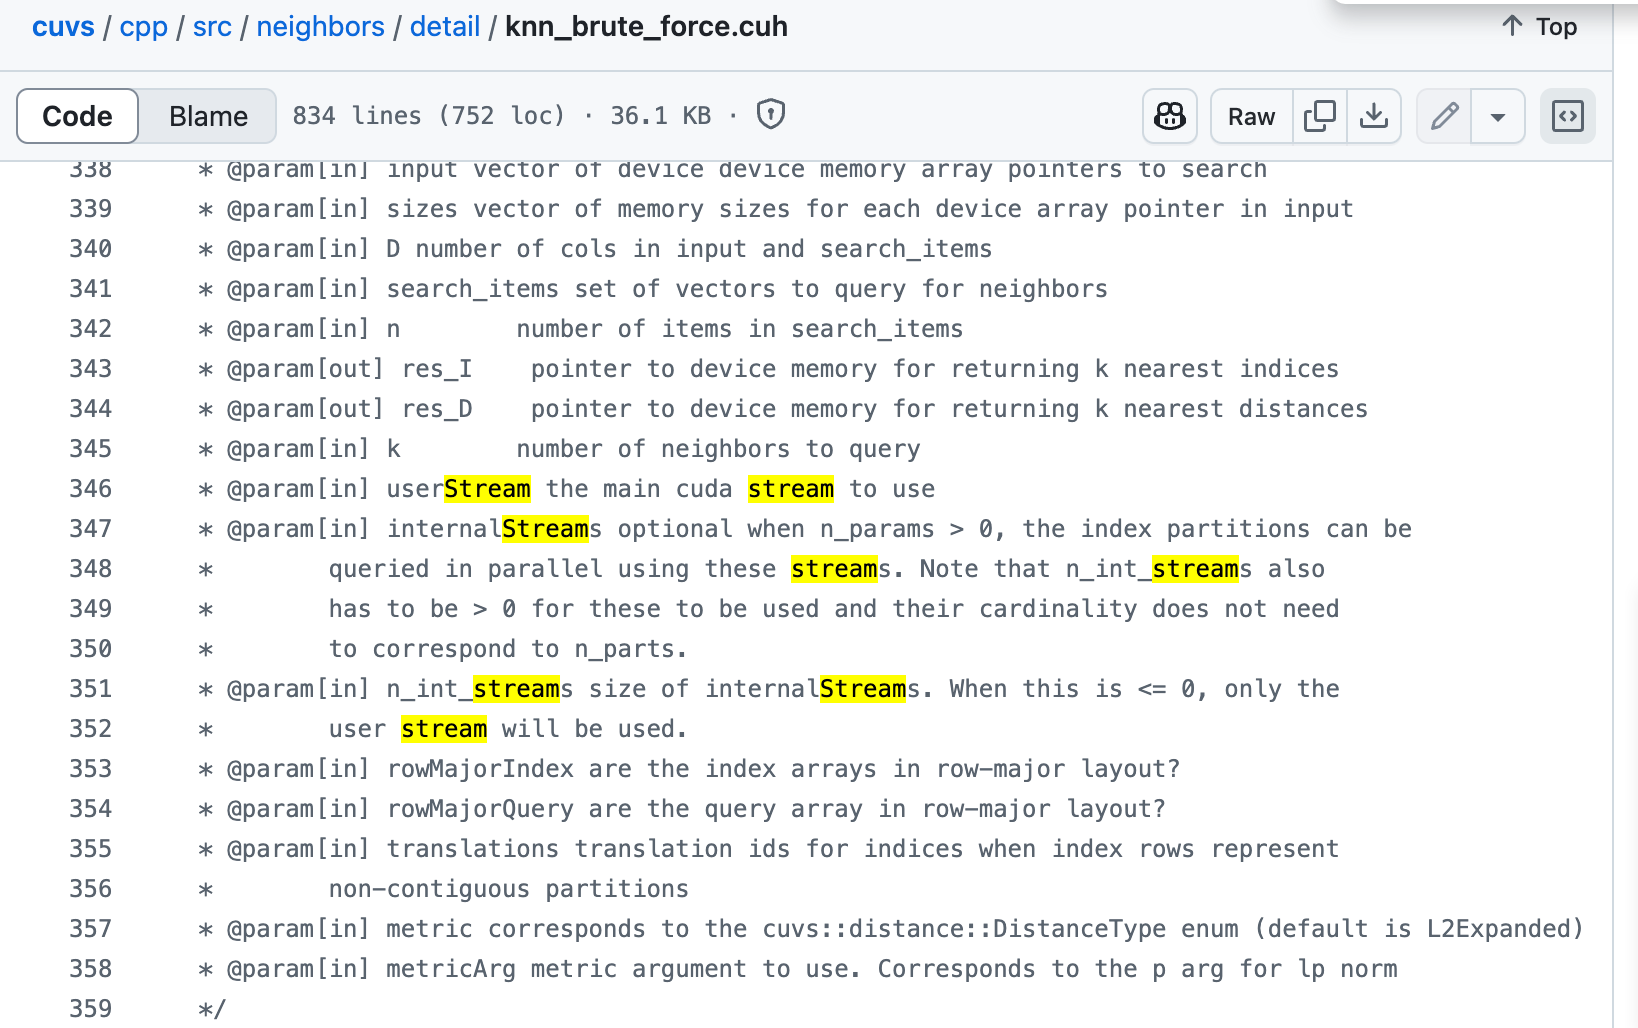 cuvs / cpp / src / neighbors / detail / knn_brute_force.cuh
Top
Code Blame 834 lines (752 loc) · 36.1 KB ·
Raw
338 * @param[in] input vector of device device memory array pointers to search
339 * @param[in] sizes vector of memory sizes for each device array pointer in input
340 * @param[in] D number of cols in input and search_items
341 * @param[in] search_items set of vectors to query for neighbors
342 * @param[in] n        number of items in search_items
343 * @param[out] res_I    pointer to device memory for returning k nearest indices
344 * @param[out] res_D    pointer to device memory for returning k nearest distances
345 * @param[in] k        number of neighbors to query
346 * @param[in] userStream the main cuda stream to use
347 * @param[in] internalStreams optional when n_params > 0, the index partitions can be
348 *        queried in parallel using these streams. Note that n_int_streams also
349 *        has to be > 0 for these to be used and their cardinality does not need
350 *        to correspond to n_parts.
351 * @param[in] n_int_streams size of internalStreams. When this is <= 0, only the
352 *        user stream will be used.
353 * @param[in] rowMajorIndex are the index arrays in row-major layout?
354 * @param[in] rowMajorQuery are the query array in row-major layout?
355 * @param[in] translations translation ids for indices when index rows represent
356 *        non-contiguous partitions
357 * @param[in] metric corresponds to the cuvs::distance::DistanceType enum (default is L2Expanded)
358 * @param[in] metricArg metric argument to use. Corresponds to the p arg for lp norm
359 */